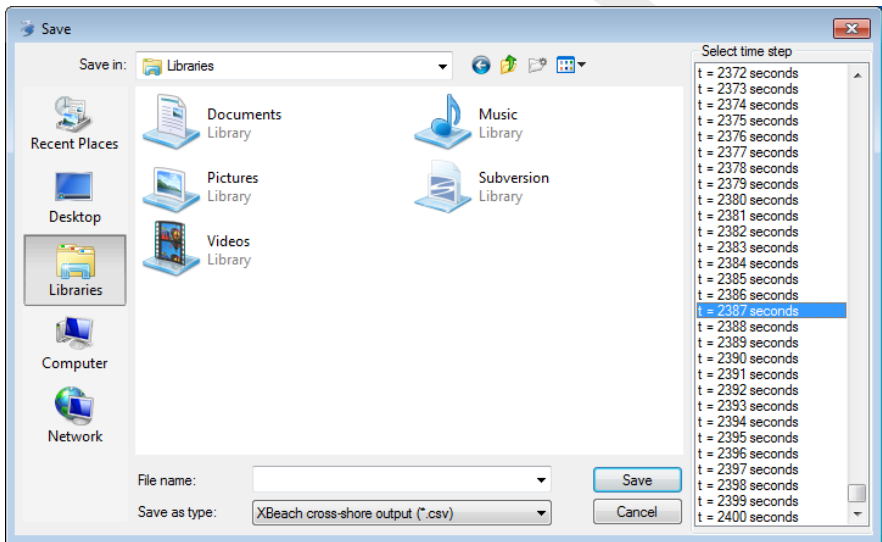 Save
Save in:
Libraries
Recent Places
Desktop
Libraries
Computer
Network
Documents
Library
Music
Library
Pictures
Library
Subversion
Library
Videos
Library
File name:
Save
Save as type:
XBeach cross-shore output (*.csv)
Cancel
Select time step
t = 2372 seconds
t = 2373 seconds
t = 2374 seconds
t = 2375 seconds
t = 2376 seconds
t = 2377 seconds
t = 2378 seconds
t = 2379 seconds
t = 2380 seconds
t = 2381 seconds
t = 2382 seconds
t = 2383 seconds
t = 2384 seconds
t = 2385 seconds
t = 2386 seconds
t = 2387 seconds
t = 2388 seconds
t = 2389 seconds
t = 2390 seconds
t = 2391 seconds
t = 2392 seconds
t = 2393 seconds
t = 2394 seconds
t = 2395 seconds
t = 2396 seconds
t = 2397 seconds
t = 2398 seconds
t = 2399 seconds
t = 2400 seconds